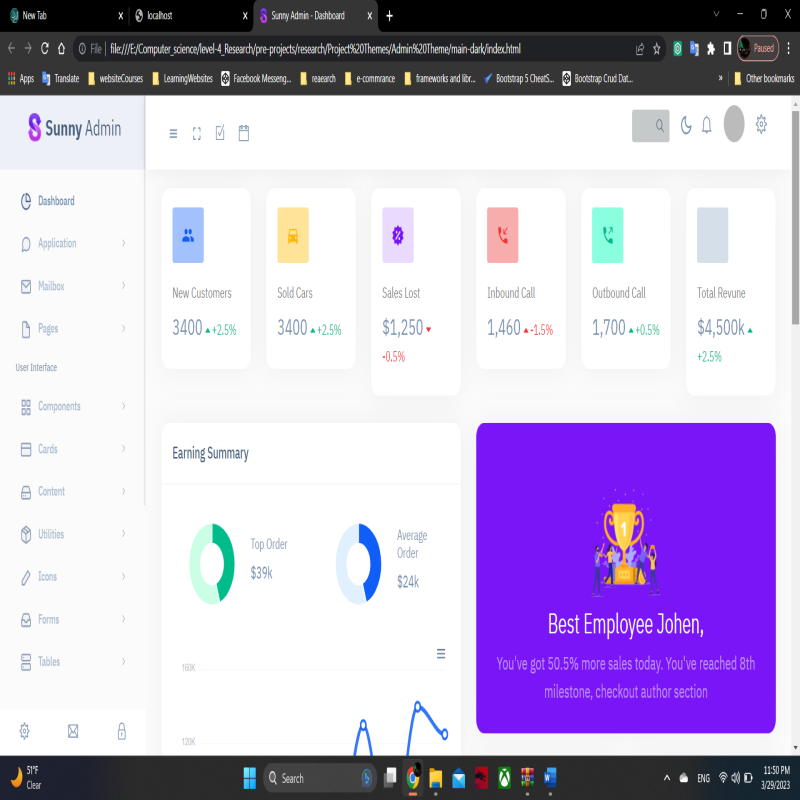 New Tab
localhost
Sunny Admin - Dashboard
File
file:///E:/Computer_science/level-4_Research/pre-projects/research/Project%20Themes/Admin%20Theme/main-dark/index.html
Paused
Apps
Translate
websiteCourses
LearningWebsites
Facebook Messeng...
reaearch
e-commrance
frameworks and libr...
Bootstrap 5 CheatS...
Bootstrap Crud Dat...
»
Other bookmarks
Sunny Admin
Dashboard
Application
Mailbox
Pages
User Interface
Components
Cards
Content
Utilities
Icons
Forms
Tables
New Customers
3400 +2.5%
Sold Cars
3400 +2.5%
Sales Lost
$1,250
-0.5%
Inbound Call
1,460 -1.5%
Outbound Call
1,700 +0.5%
Total Revune
$4,500k
+2.5%
Earning Summary
Top Order
$39k
Average
Order
$24k
160K
120K
1
Best Employee Johen,
You've got 50.5% more sales today. You've reached 8th
milestone, checkout author section
51°F
Clear
Search
ENG
11:50 PM
3/29/2023